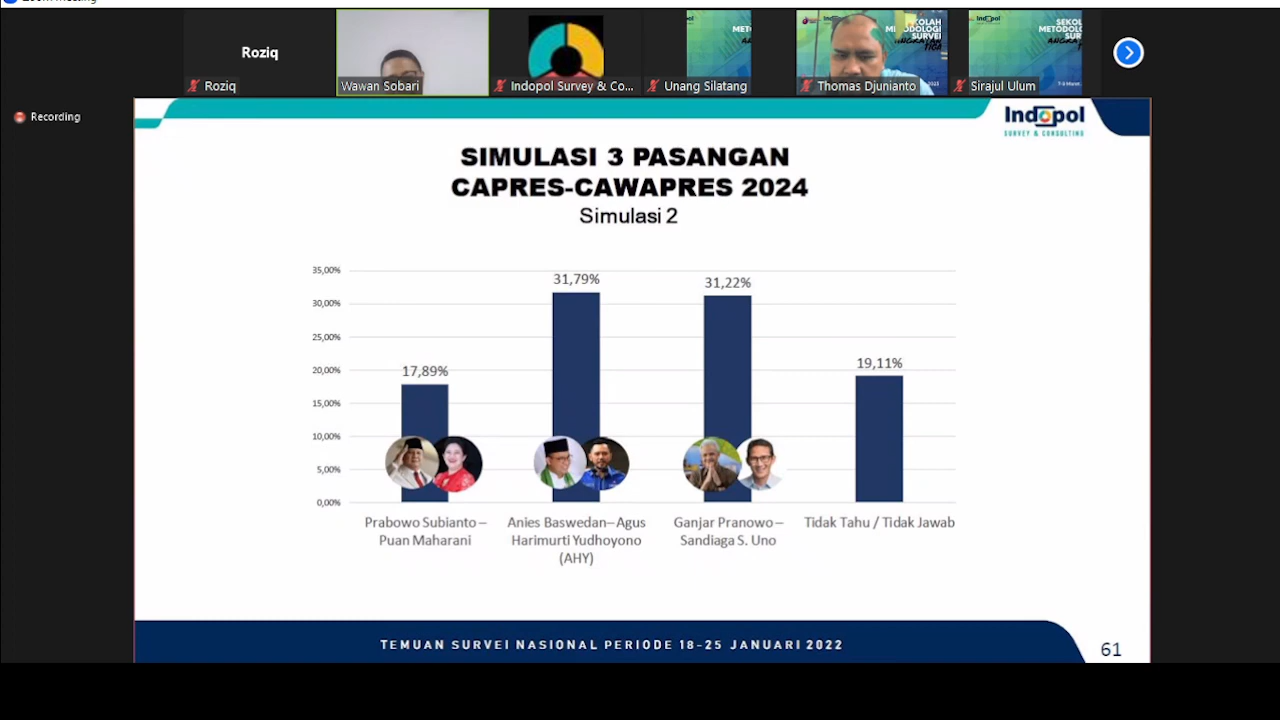 Zoom Meeting
Roziq
Roziq
Wawan Sobari
Indopol Survey & Co...
Unang Silatang
Thomas Djunianto
Sirajul Ulum
Recording
Indopol
SURVEY & CONSULTING
SIMULASI 3 PASANGAN
CAPRES-CAWAPRES 2024
Simulasi 2
35,00%
30,00%
25,00%
20,00%
15,00%
10,00%
5,00%
0,00%
17,89%
31,79%
31,22%
19,11%
Prabowo Subianto –
Puan Maharani
Anies Baswedan– Agus
Harimurti Yudhoyono
(AHY)
Ganjar Pranowo –
Sandiaga S. Uno
Tidak Tahu / Tidak Jawab
TEMUAN SURVEI NASIONAL PERIODE 18-25 JANUARI 2022
61